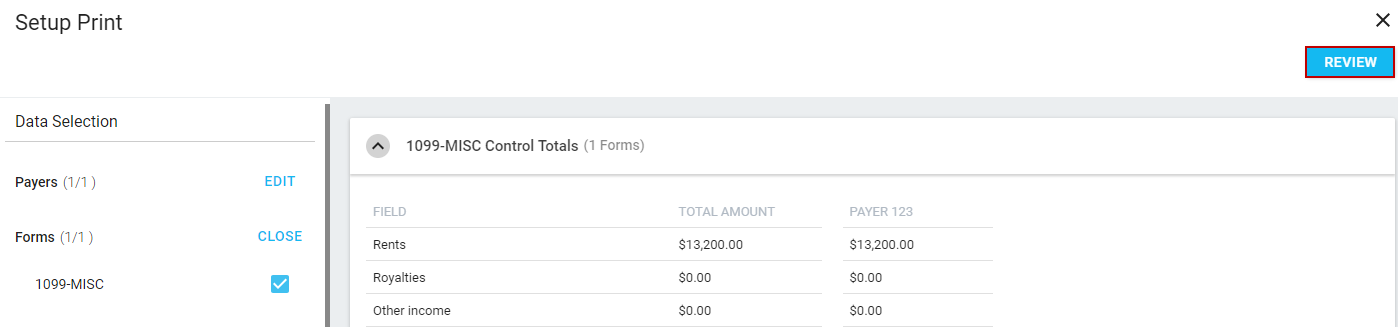 Setup Print
REVIEW
Data Selection
Payers (1/1 )
EDIT
Forms (1/1 )
CLOSE
1099-MISC
1099-MISC Control Totals (1 Forms)
FIELD TOTAL AMOUNT PAYER 123
Rents $13,200.00 $13,200.00
Royalties $0.00 $0.00
Other income $0.00 $0.00